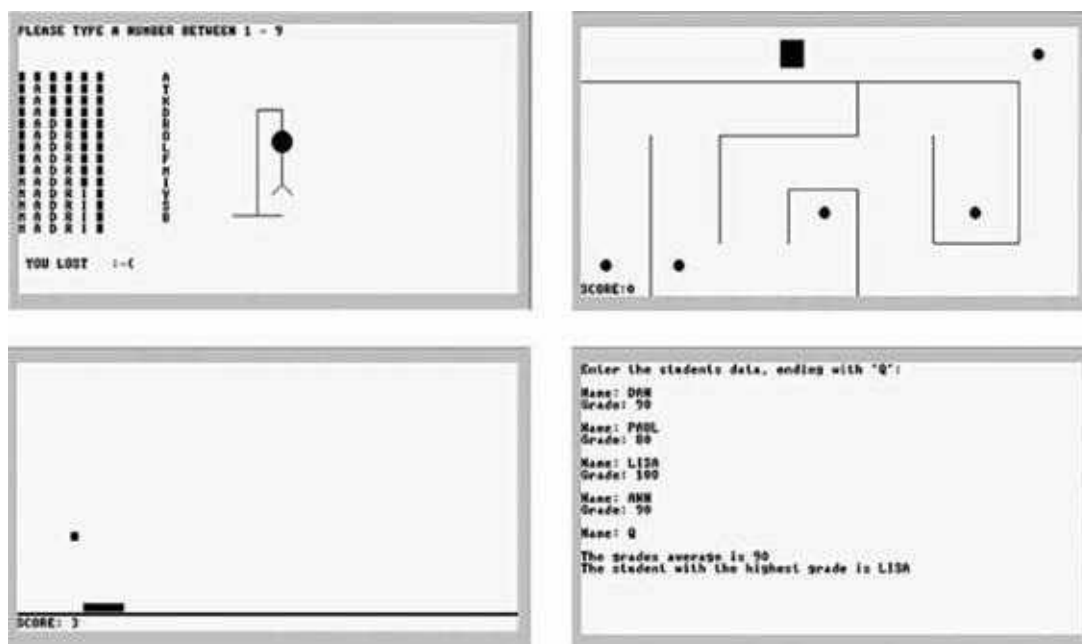 PLEASE TYPE A NUMBER BETWEEN 1 - 9
■ ■ ■ ■ ■ ■ A
■ A ■ ■ ■ ■ T
■ A ■ ■ ■ ■ K
■ A ■ ■ ■ ■ D
■ A D ■ ■ ■ R
■ A D R ■ ■ O
■ A D R ■ ■ L
■ A D R ■ ■ F
■ A D R ■ ■ M
M A D R ■ ■ I
M A D R I ■ Y
M A D R I ■ S
M A D R I ■
M A D R I ■
YOU LOST :-(
SCORE:0
SCORE: 3
Enter the students data, ending with "Q":
Name: DAN
Grade: 90
Name: PAUL
Grade: 80
Name: LISA
Grade: 100
Name: ANN
Grade: 90
Name: Q
The grades average is 90
The student with the highest grade is LISA